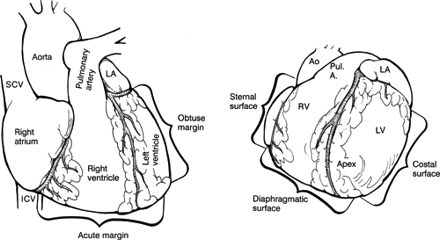 Aorta
Pulmonary
artery
LA
SCV
Obtuse
margin
Right
atrium
Right
ventricle
Left
ventricle
ICV
Acute margin
Ao
Pul.
A.
LA
Sternal
surface
RV
LV
Apex
Costal
surface
Diaphragmatic
surface